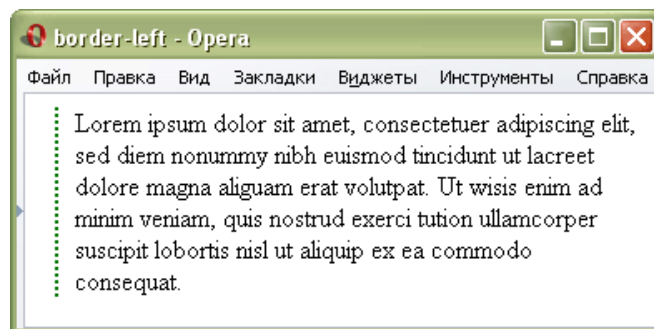 border-left - Opera
Файл Правка Вид Закладки Виджеты Инструменты Справка
Lorem ipsum dolor sit amet, consectetuer adipiscing elit,
sed diem nonummy nibh euismod tincidunt ut lacreet
dolore magna aliguam erat volutpat. Ut wisis enim ad
minim veniam, quis nostrud exerci tution ullamcorper
suscipit lobortis nisl ut aliquip ex ea commodo
consequat.